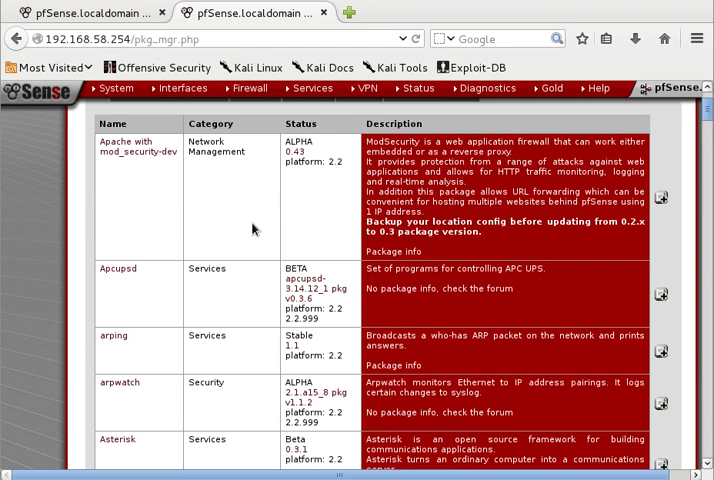 pfSense.localdomain ...
pfSense.localdomain ...
192.168.58.254/pkg_mgr.php
Google
Most Visited
Offensive Security
Kali Linux
Kali Docs
Kali Tools
Exploit-DB
Sense
System
Interfaces
Firewall
Services
VPN
Status
Diagnostics
Gold
Help
pfSense.
Name
Category
Status
Description
Apache with
mod_security-dev
Network
Management
ALPHA
0.43
platform: 2.2
ModSecurity is a web application firewall that can work either
embedded or as a reverse proxy.
It provides protection from a range of attacks against web
applications and allows for HTTP traffic monitoring, logging
and real-time analysis.
In addition this package allows URL forwarding which can be
convenient for hosting multiple websites behind pfSense using
1 IP address.
Backup your location config before updating from 0.2.x
to 0.3 package version.
Package info
Apcupsd
Services
BETA
apcupsd-
3.14.12_1 pkg
v0.3.6
platform: 2.2
2.2.999
Set of programs for controlling APC UPS.
No package info, check the forum
arping
Services
Stable
1.1
platform: 2.2
Broadcasts a who-has ARP packet on the network and prints
answers.
Package info
arpwatch
Security
ALPHA
2.1.a15_8 pkg
v1.1.2
platform: 2.2
2.2.999
Arpwatch monitors Ethernet to IP address pairings. It logs
certain changes to syslog.
No package info, check the forum
Asterisk
Services
Beta
0.3.1
platform: 2.2
Asterisk is an open source framework for building
communications applications.
Asterisk turns an ordinary computer into a communications